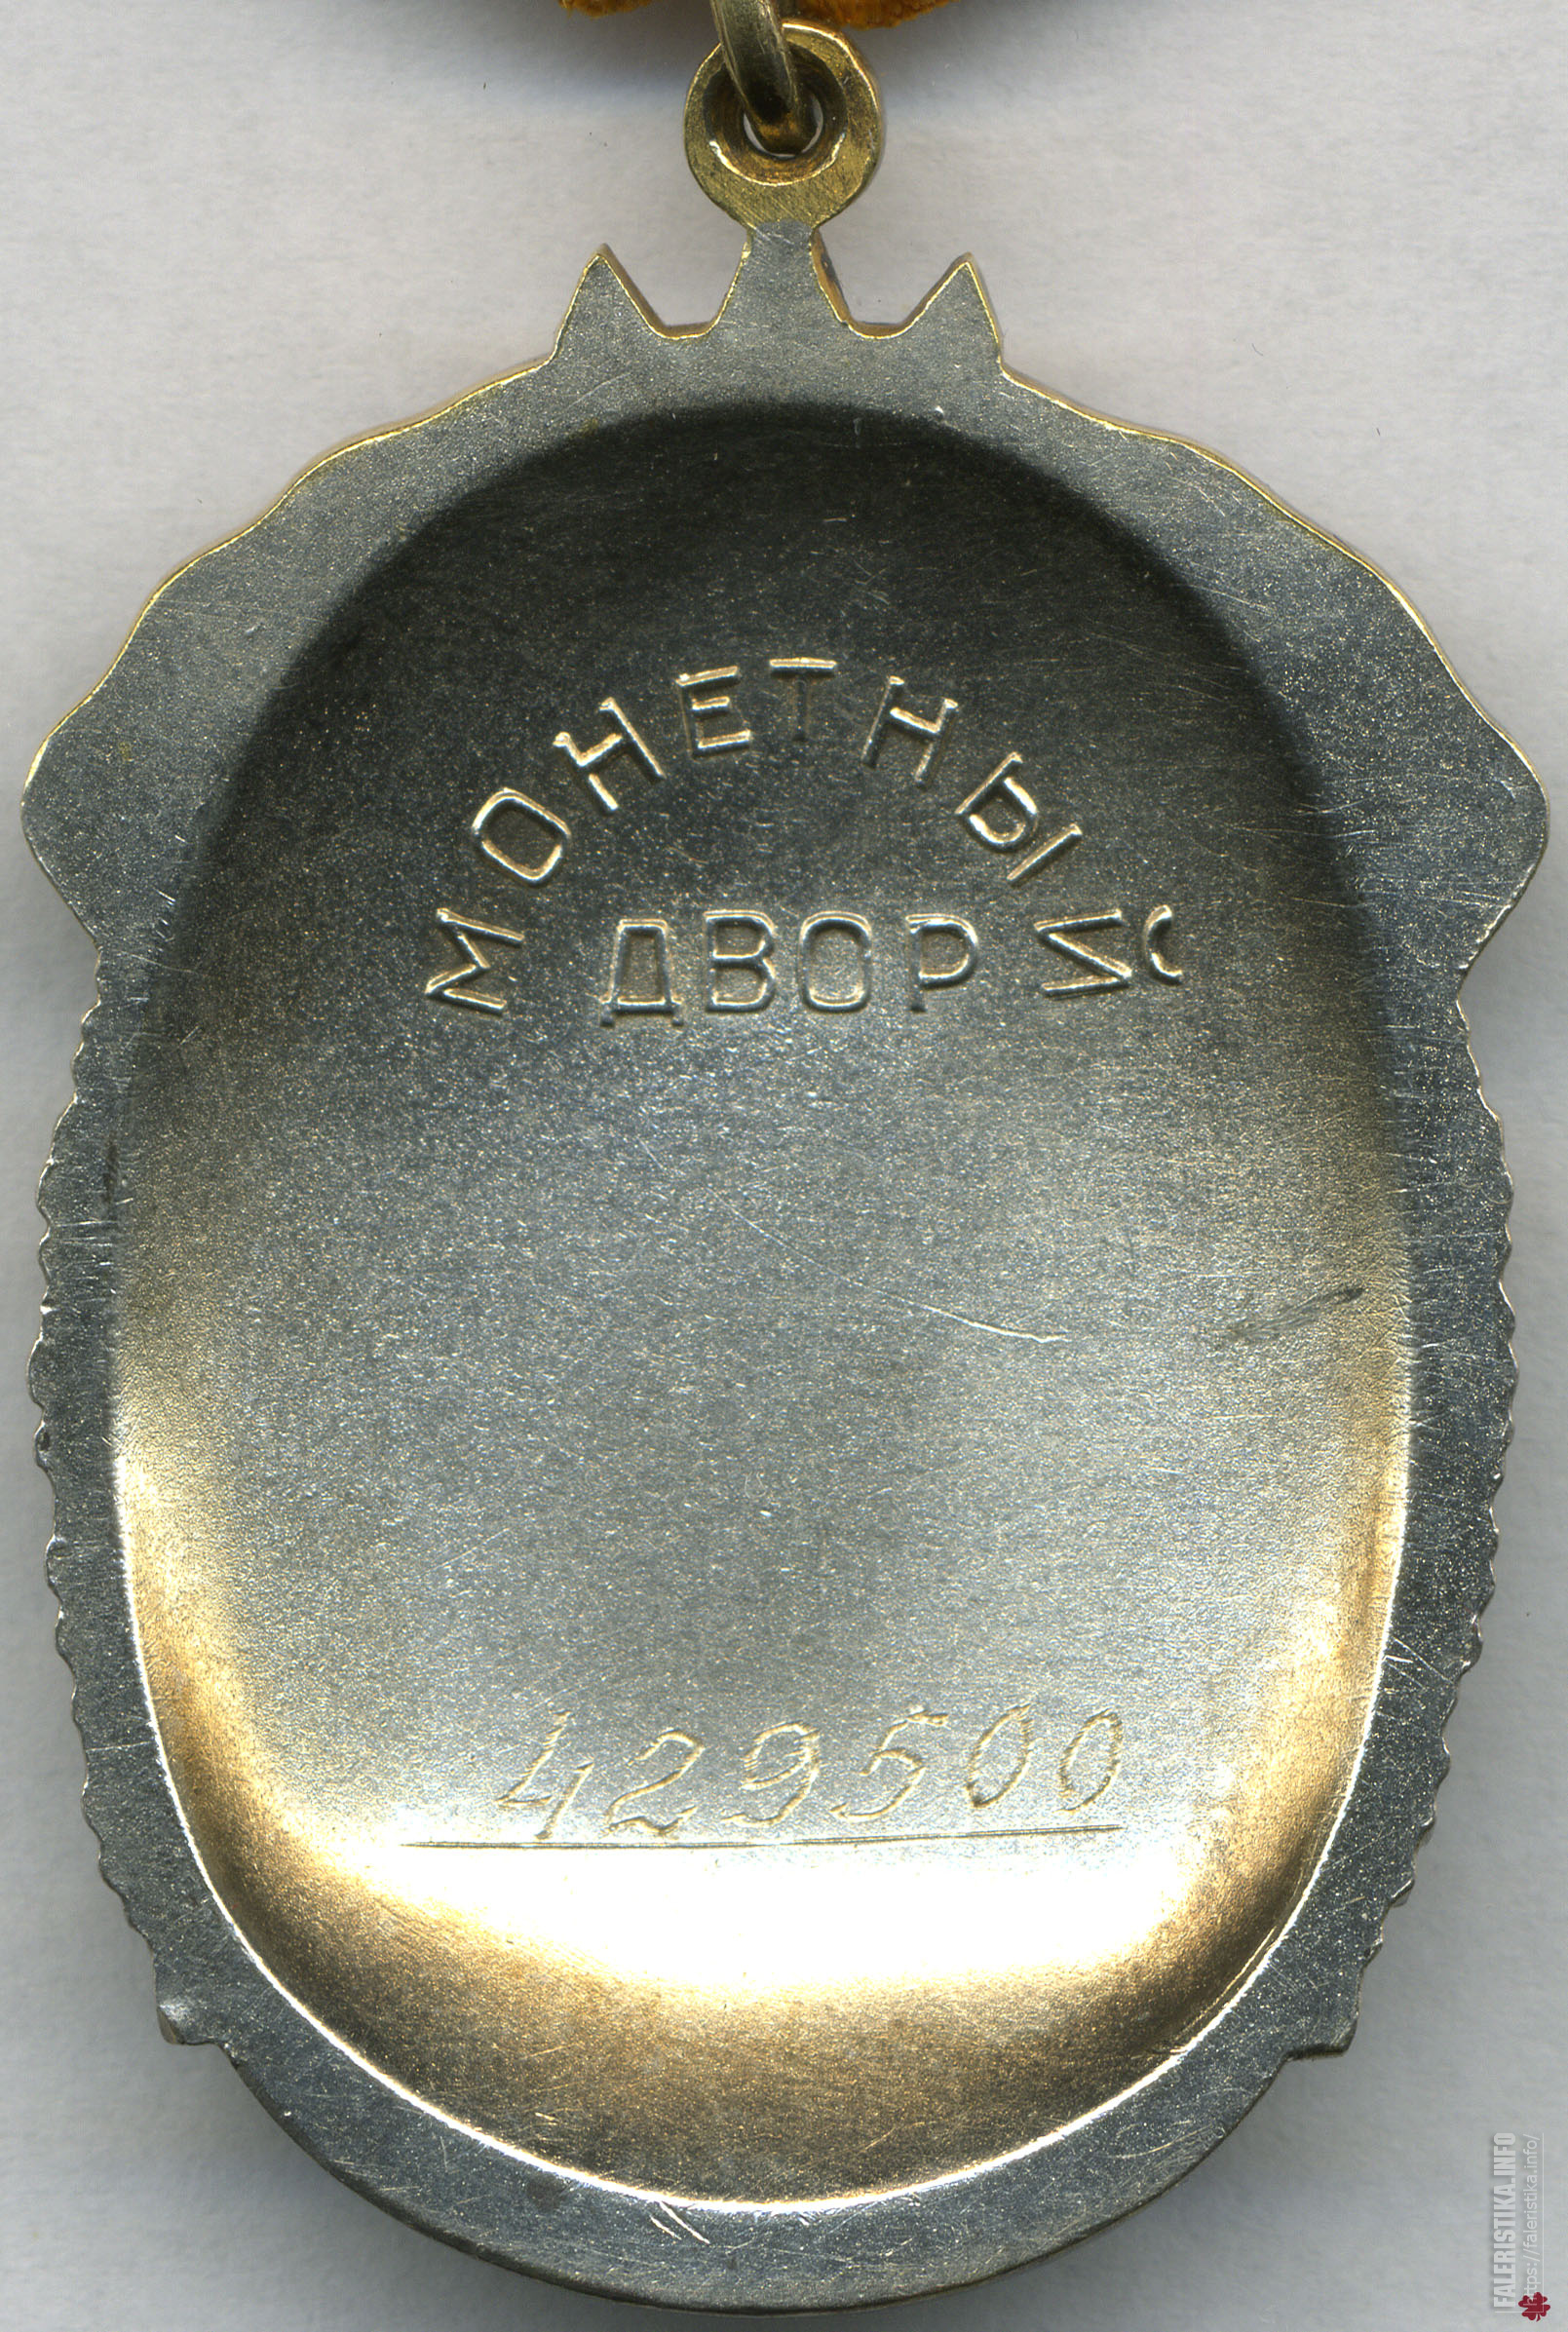 МОНЕТНЫЙ
ДВОР
429500
FALERISTIKA.INFO
https://faleristika.info/